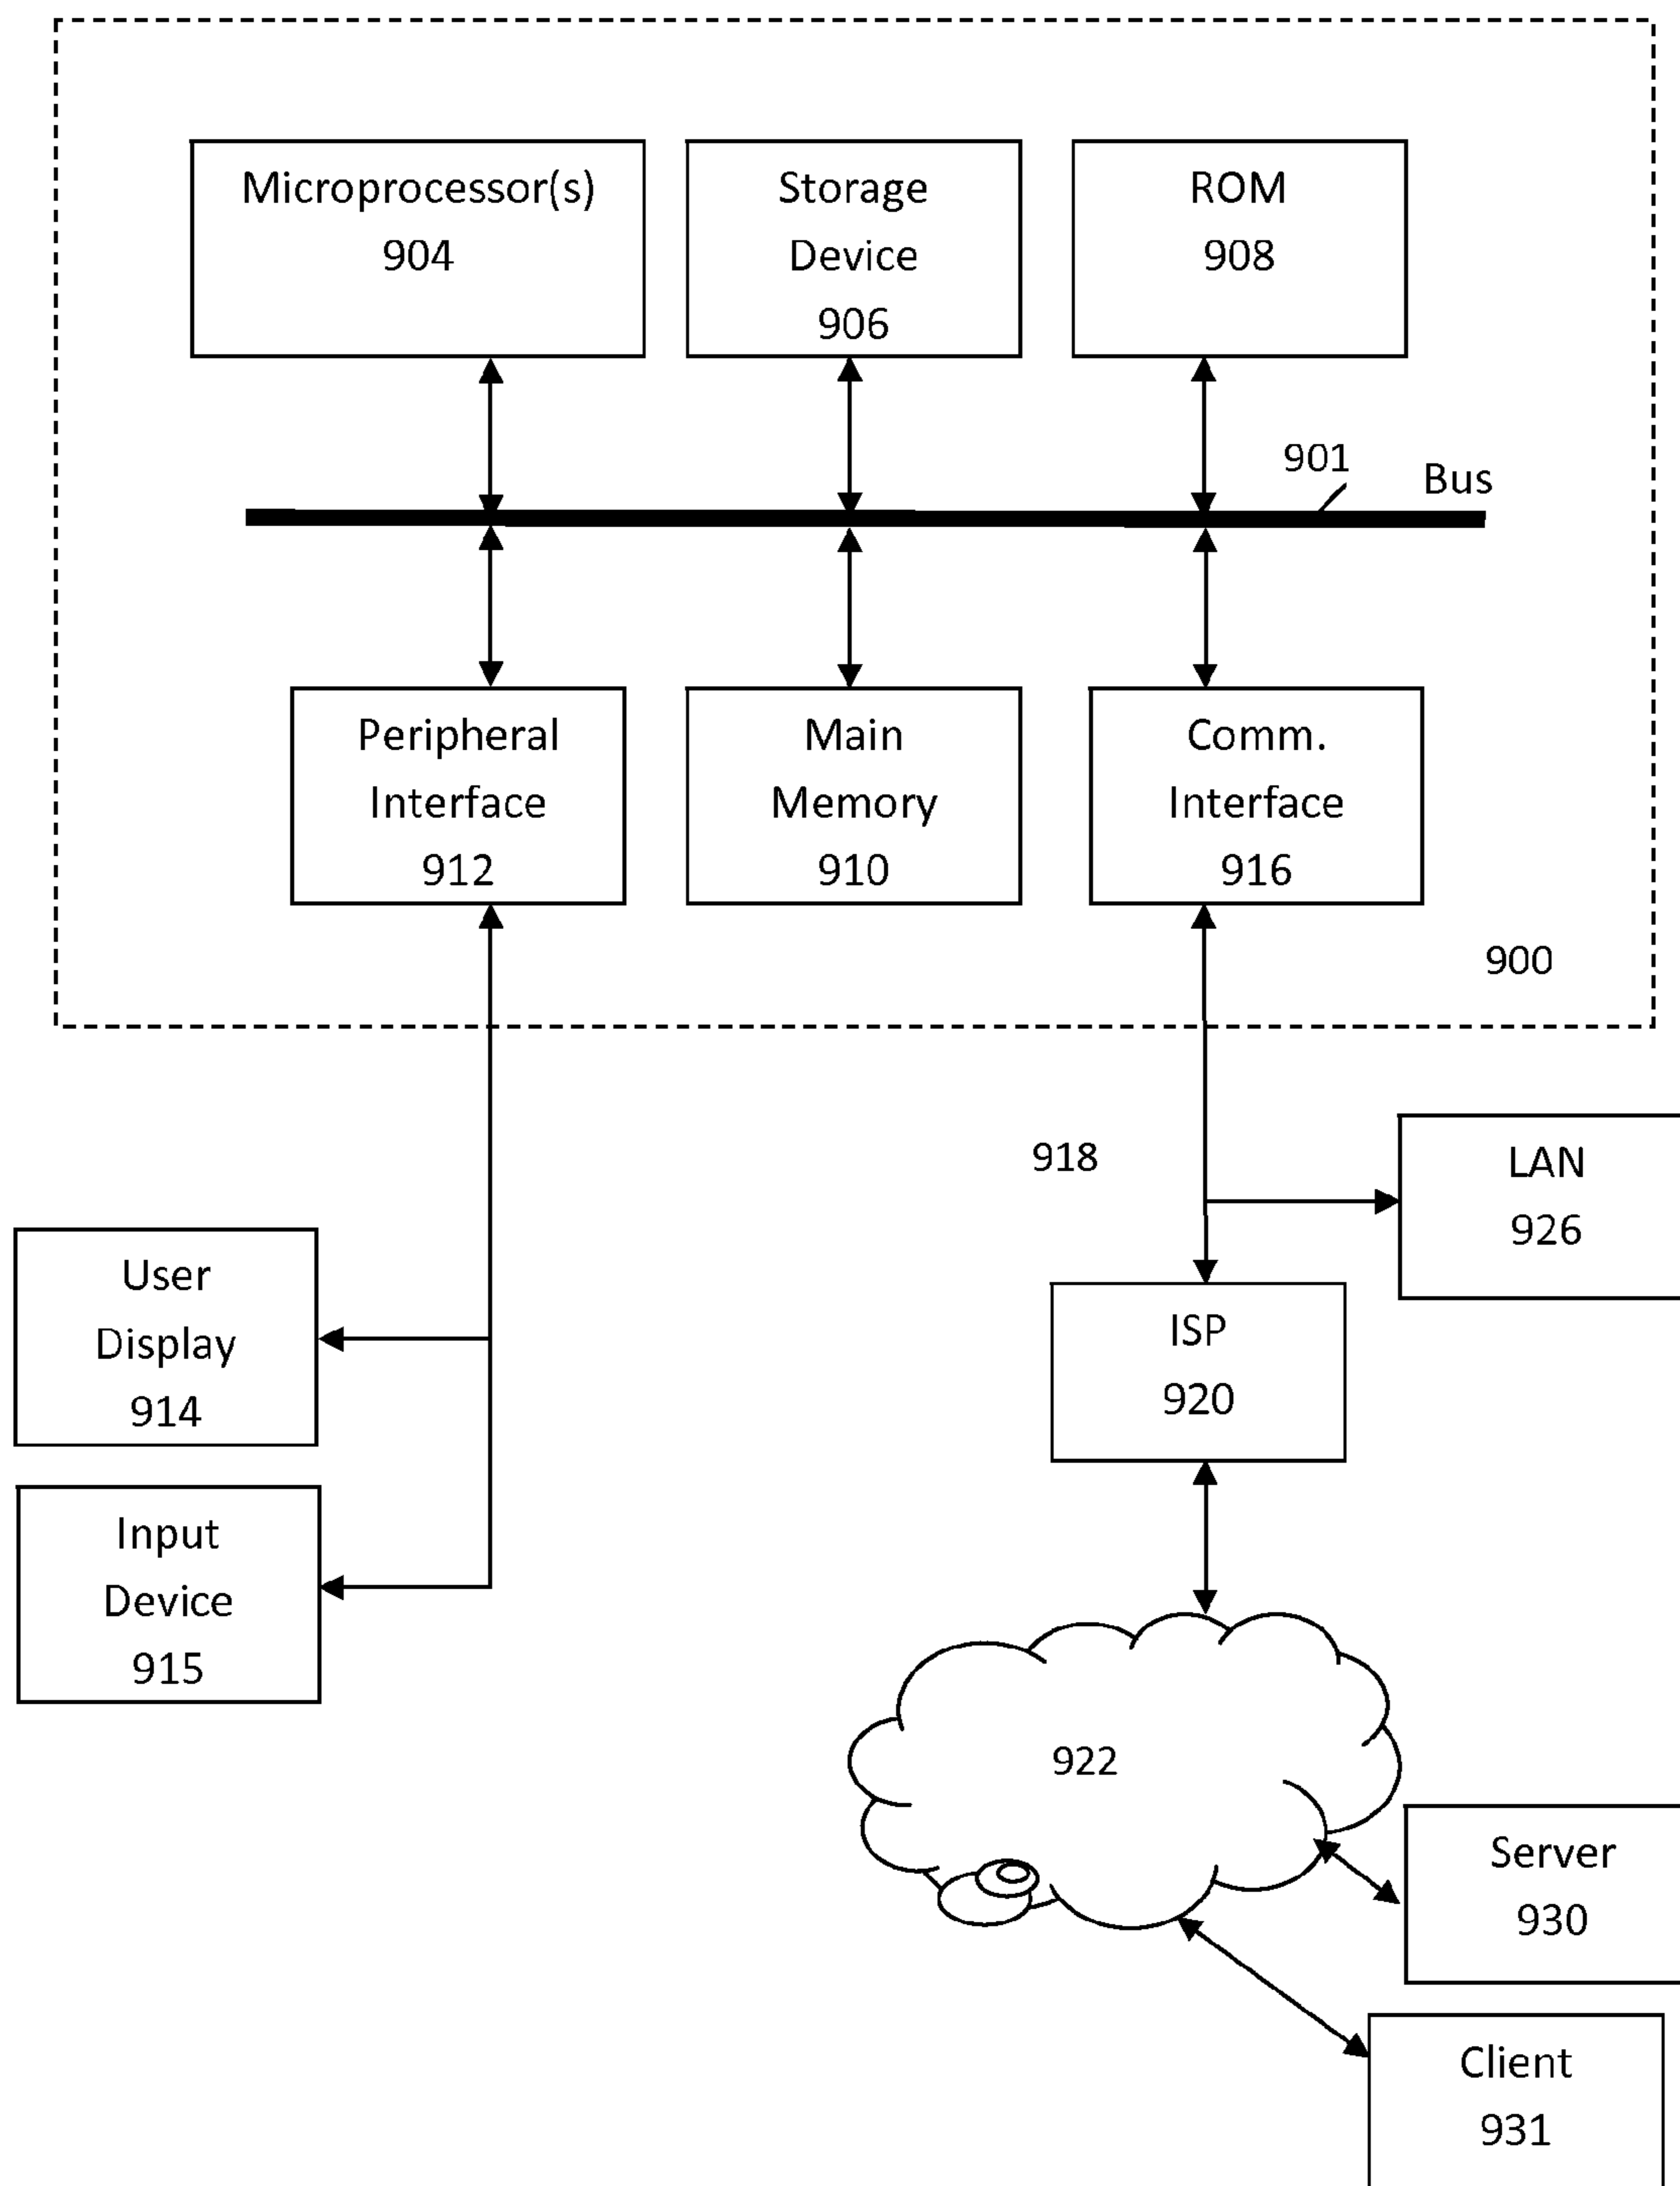 Microprocessor(s)
904
Storage
Device
906
ROM
908
901
Bus
Peripheral
Interface
912
Main
Memory
910
Comm.
Interface
916
900
918
LAN
926
User
Display
914
ISP
920
Input
Device
915
922
Server
930
Client
931